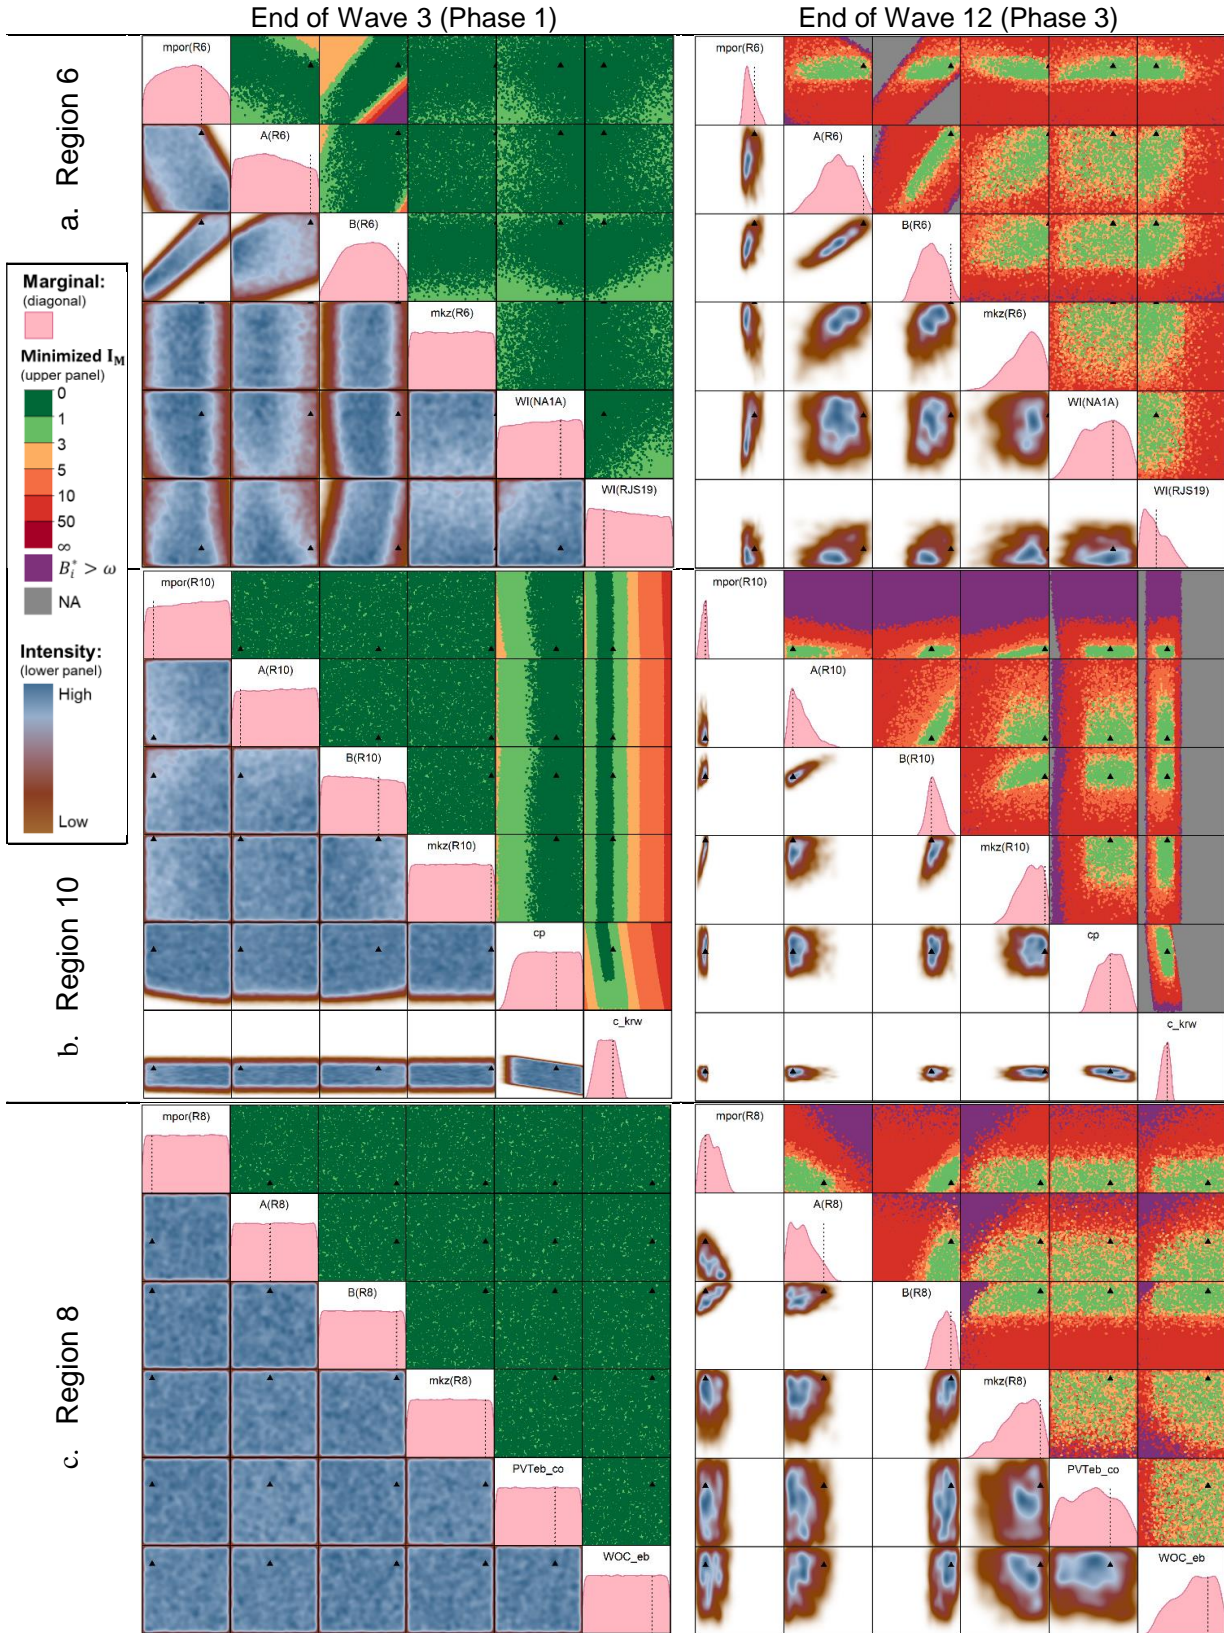 End of Wave 3 (Phase 1)
End of Wave 12 (Phase 3)
a. Region 6
mpor(R6)
A(R6)
B(R6)
mkz(R6)
WI(NA1A)
WI(RJS19)
mpor(R6)
A(R6)
B(R6)
mkz(R6)
WI(NA1A)
WI(RJS19)
Marginal:
(diagonal)
Minimized I_M
(upper panel)
0
1
3
5
10
50
∞
B_i^* > ω
NA
Intensity:
(lower panel)
High
Low
b. Region 10
mpor(R10)
A(R10)
B(R10)
mkz(R10)
cp
c_krw
mpor(R10)
A(R10)
B(R10)
mkz(R10)
cp
c_krw
c. Region 8
mpor(R8)
A(R8)
B(R8)
mkz(R8)
PVTeb_co
WOC_eb
mpor(R8)
A(R8)
B(R8)
mkz(R8)
PVTeb_co
WOC_eb